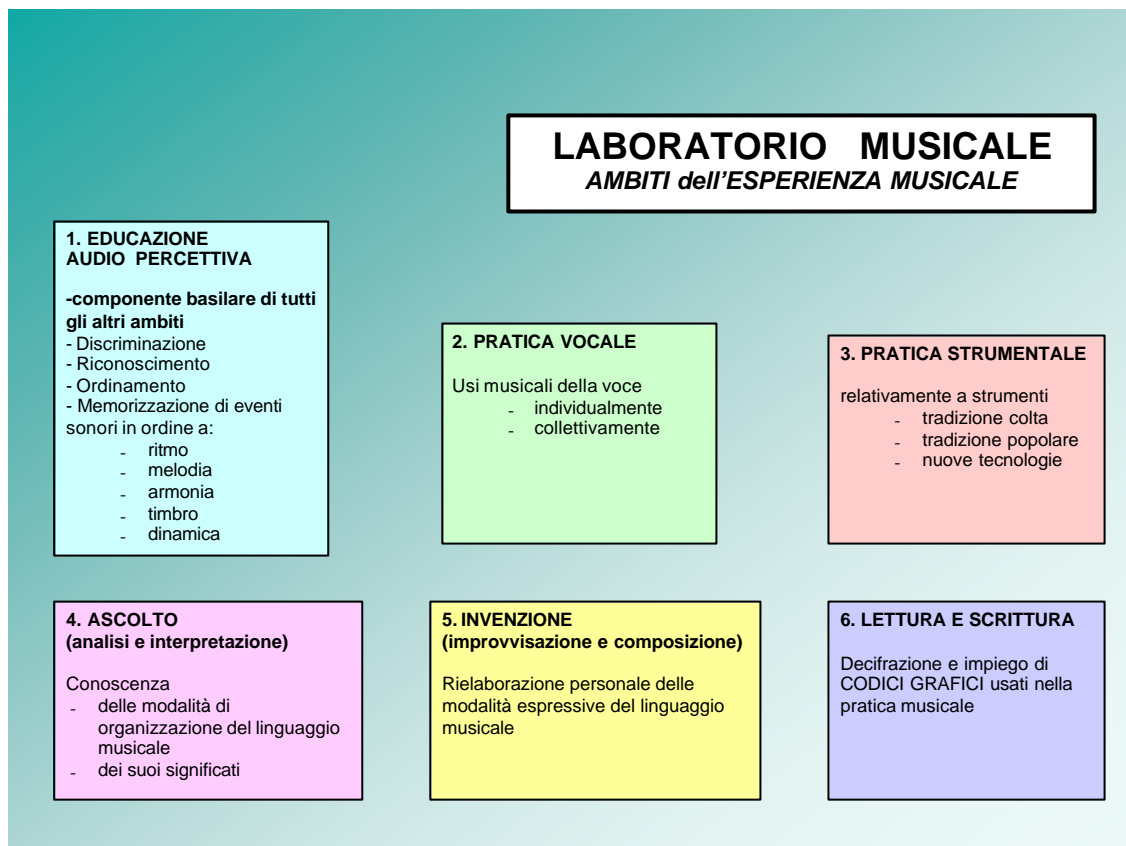 LABORATORIO MUSICALE
AMBITI dell’ESPERIENZA MUSICALE
1. EDUCAZIONE
AUDIO PERCETTIVA
-componente basilare di tutti
gli altri ambiti
- Discriminazione
- Riconoscimento
- Ordinamento
- Memorizzazione di eventi
sonori in ordine a:
- ritmo
- melodia
- armonia
- timbro
- dinamica
2. PRATICA VOCALE
Usi musicali della voce
- individualmente
- collettivamente
3. PRATICA STRUMENTALE
relativamente a strumenti
- tradizione colta
- tradizione popolare
- nuove tecnologie
4. ASCOLTO
(analisi e interpretazione)
Conoscenza
- delle modalità di
organizzazione del linguaggio
musicale
- dei suoi significati
5. INVENZIONE
(improvvisazione e composizione)
Rielaborazione personale delle
modalità espressive del linguaggio
musicale
6. LETTURA E SCRITTURA
Decifrazione e impiego di
CODICI GRAFICI usati nella
pratica musicale